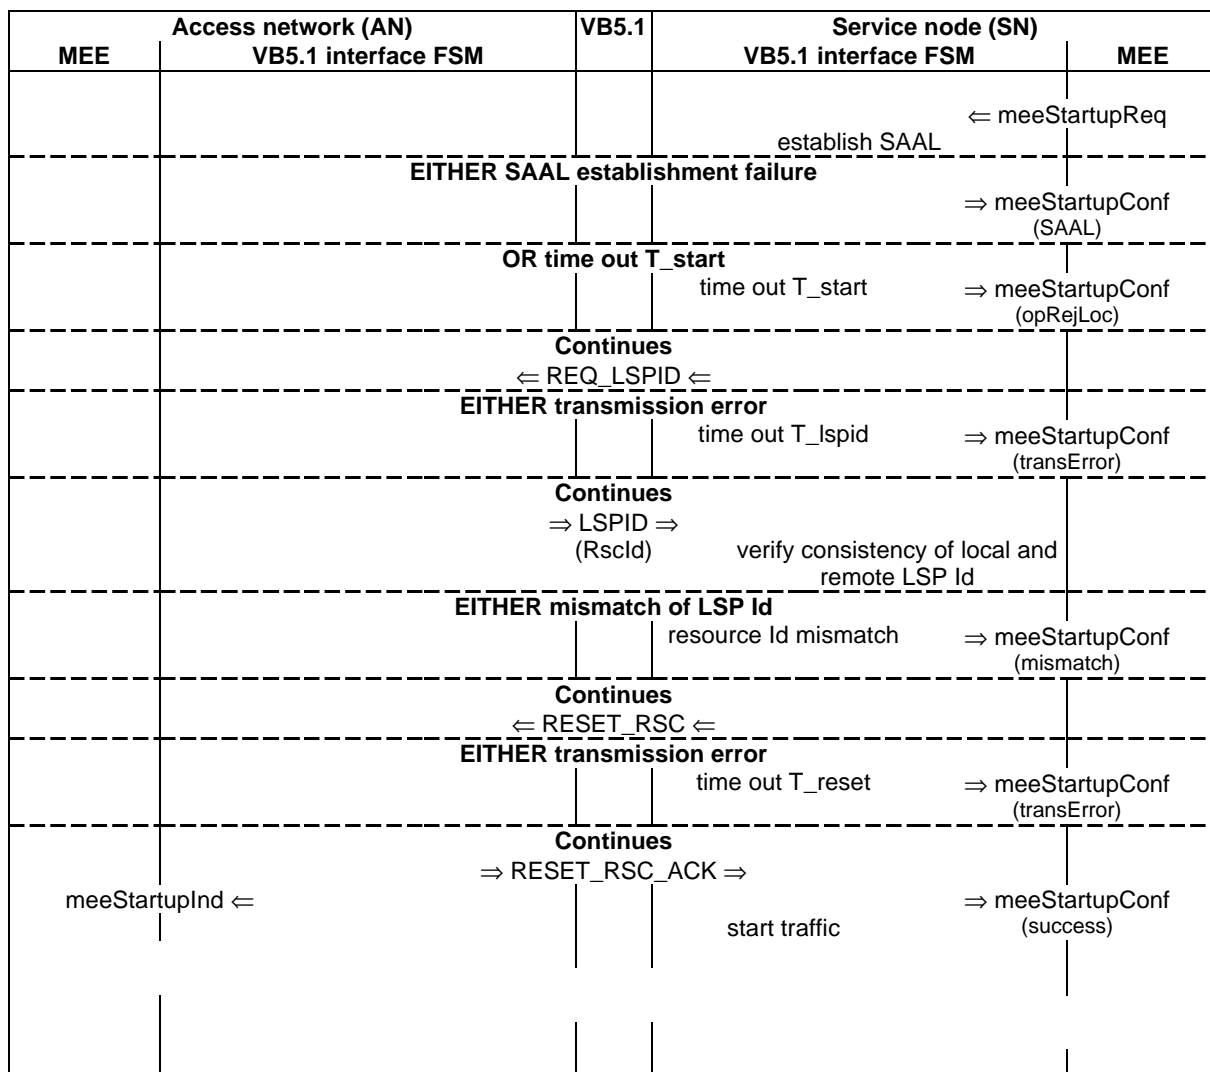 Access network (AN) VB5.1 Service node (SN)
MEE VB5.1 interface FSM VB5.1 interface FSM MEE
⇐ meeStartupReq
establish SAAL
EITHER SAAL establishment failure
⇒ meeStartupConf
(SAAL)
OR time out T_start
time out T_start ⇒ meeStartupConf
(opRejLoc)
Continues
⇐ REQ_LSPID ⇐
EITHER transmission error
time out T_lspid ⇒ meeStartupConf
(transError)
Continues
⇒ LSPID ⇒
(RscId) verify consistency of local and
remote LSP Id
EITHER mismatch of LSP Id
resource Id mismatch ⇒ meeStartupConf
(mismatch)
Continues
⇐ RESET_RSC ⇐
EITHER transmission error
time out T_reset ⇒ meeStartupConf
(transError)
Continues
⇒ RESET_RSC_ACK ⇒
meeStartupInd ⇐ ⇒ meeStartupConf
start traffic (success)